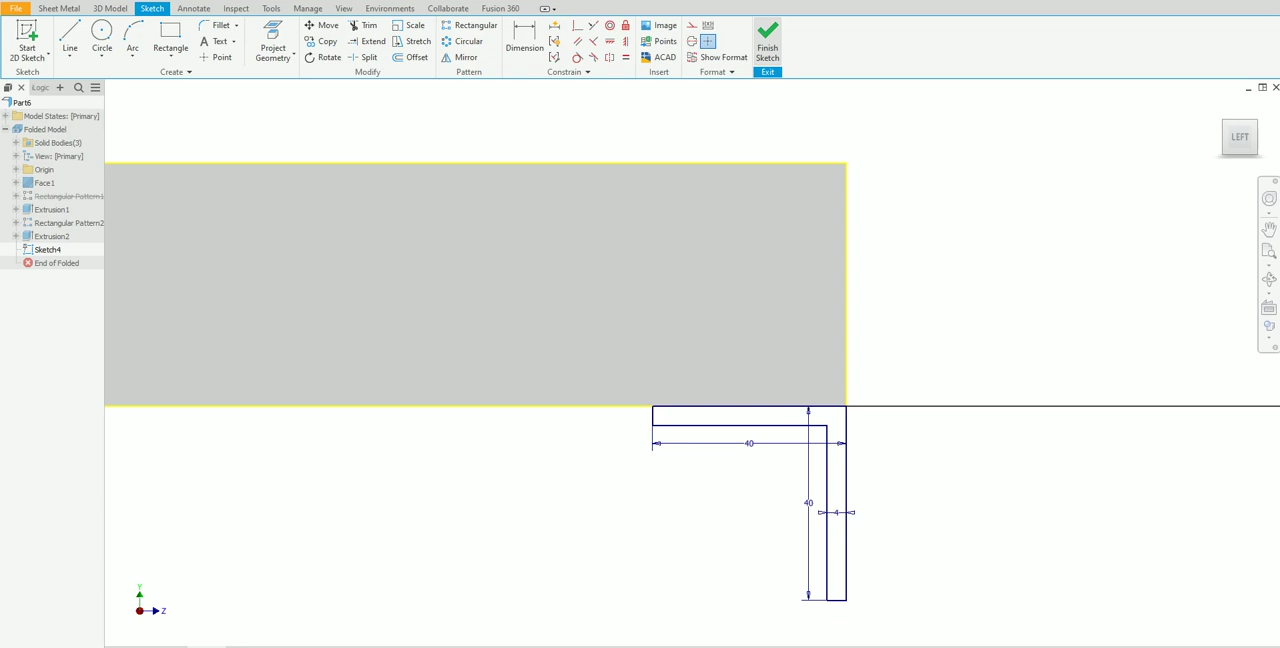 File Sheet Metal 3D Model Sketch Annotate Inspect Tools Manage View Environments Collaborate Fusion 360
Start
2D Sketch
Line
Circle
Arc
Rectangle
Fillet
Text
Point
Project
Geometry
Move Trim Scale
Copy Extend Stretch
Rotate Split Offset
Rectangular
Circular
Mirror
Dimension
Image
Points
ACAD
Show Format
Finish
Sketch
Sketch Create Modify Pattern Constrain Insert Format Exit
Logic
Part6
Model States: [Primary]
Folded Model
Solid Bodies(3)
View: [Primary]
Origin
Face1
Rectangular Pattern1
Extrusion1
Rectangular Pattern2
Extrusion2
Sketch4
End of Folded
LEFT
40
40
4
Y
Z